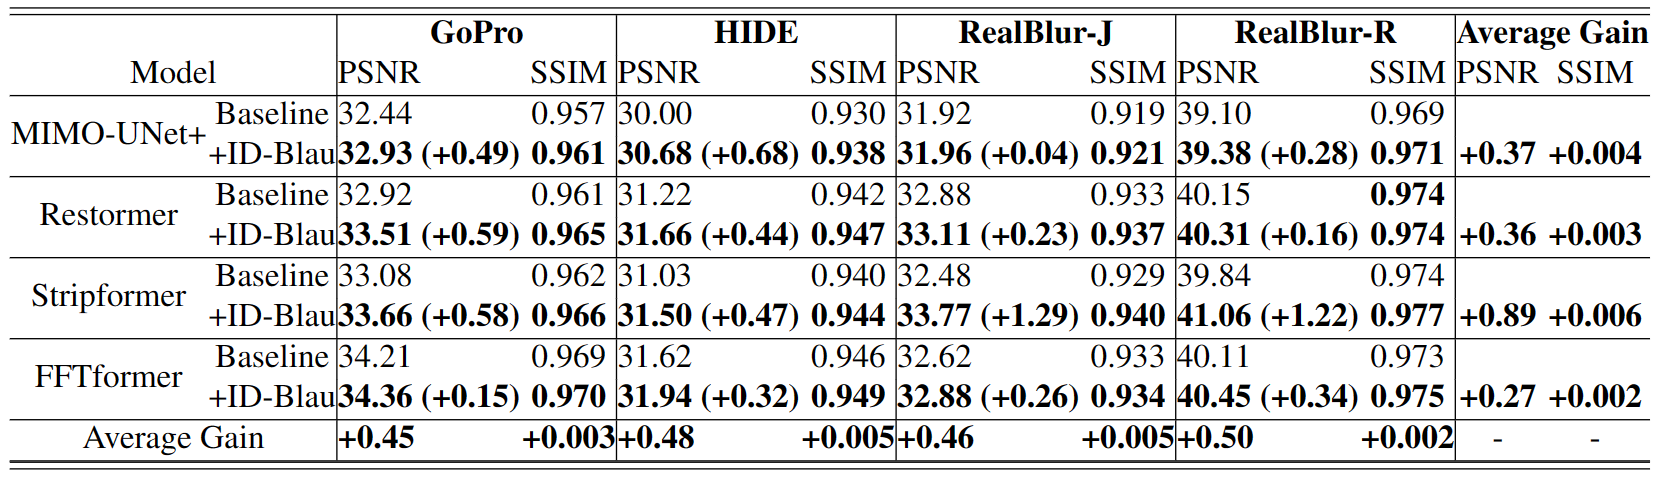 GoPro HIDE RealBlur-J RealBlur-R Average Gain
Model PSNR SSIM PSNR SSIM PSNR SSIM PSNR SSIM PSNR SSIM
MIMO-UNet+ Baseline 32.44 0.957 30.00 0.930 31.92 0.919 39.10 0.969
+ID-Blau 32.93 (+0.49) 0.961 30.68 (+0.68) 0.938 31.96 (+0.04) 0.921 39.38 (+0.28) 0.971 +0.37 +0.004
Restormer Baseline 32.92 0.961 31.22 0.942 32.88 0.933 40.15 0.974
+ID-Blau 33.51 (+0.59) 0.965 31.66 (+0.44) 0.947 33.11 (+0.23) 0.937 40.31 (+0.16) 0.974 +0.36 +0.003
Stripformer Baseline 33.08 0.962 31.03 0.940 32.48 0.929 39.84 0.974
+ID-Blau 33.66 (+0.58) 0.966 31.50 (+0.47) 0.944 33.77 (+1.29) 0.940 41.06 (+1.22) 0.977 +0.89 +0.006
FFTformer Baseline 34.21 0.969 31.62 0.946 32.62 0.933 40.11 0.973
+ID-Blau 34.36 (+0.15) 0.970 31.94 (+0.32) 0.949 32.88 (+0.26) 0.934 40.45 (+0.34) 0.975 +0.27 +0.002
Average Gain +0.45 +0.003 +0.48 +0.005 +0.46 +0.005 +0.50 +0.002 - -